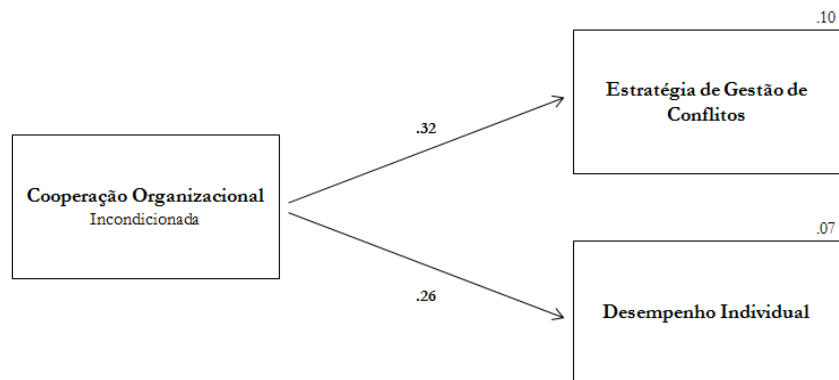 .10
Estratégia de Gestão de
Conflitos
.32
Cooperação Organizacional
Incondicionada
.07
.26
Desempenho Individual